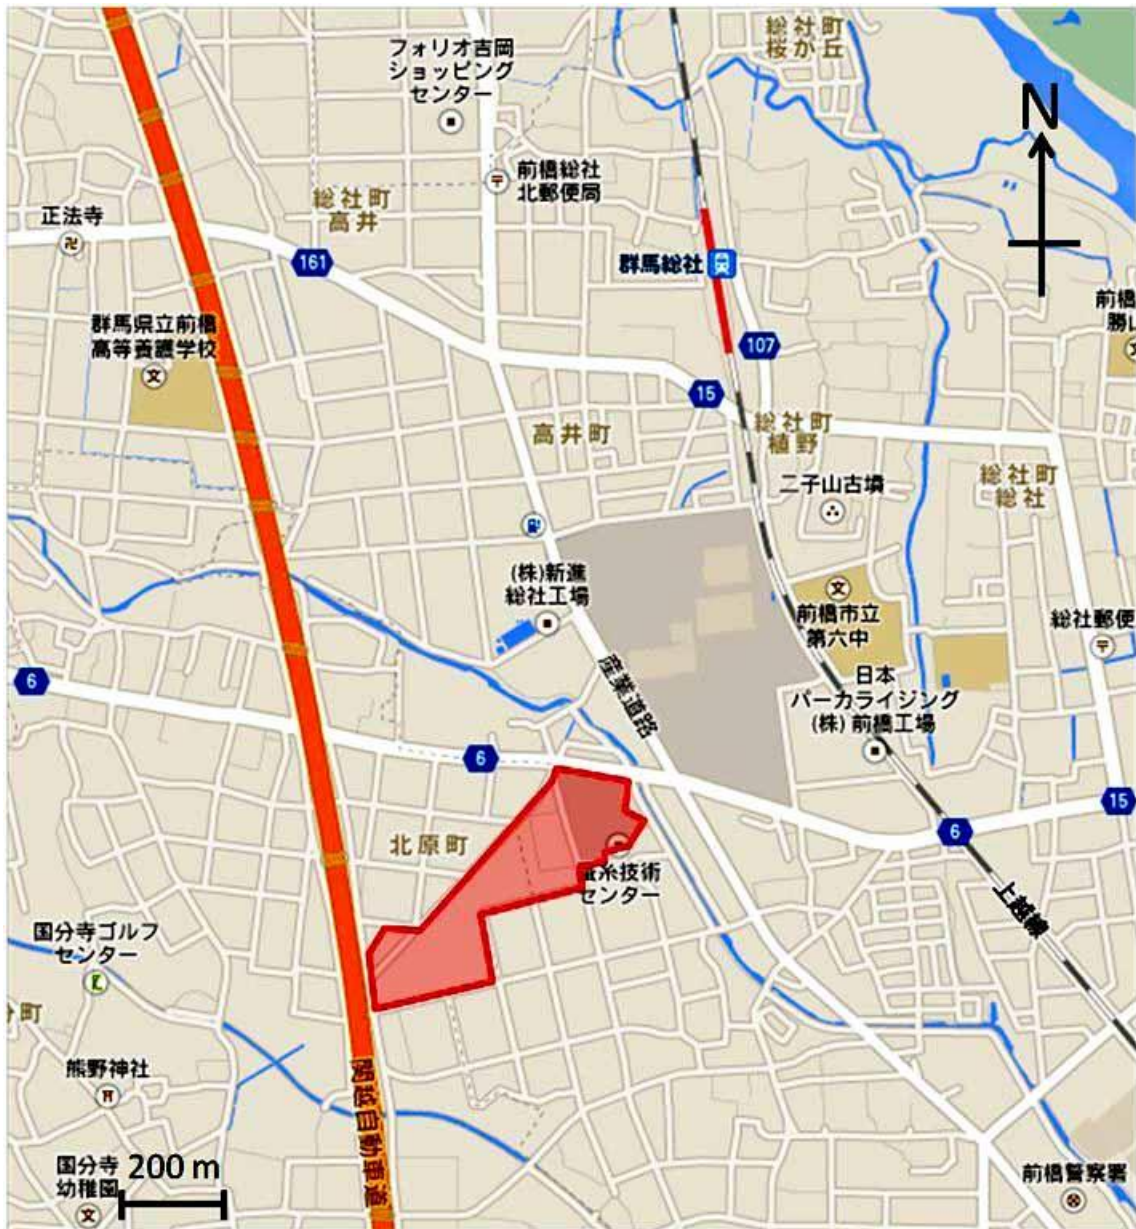 総社町
桜が丘
フォリオ吉岡
ショッピング
センター
N
前橋総社
北郵便局
総社町
高井
正法寺
161
群馬総社
群馬県立前橋
高等養護学校
107
15
高井町
総社町
植野
二子山古墳
総社町
総社
(株)新進
総社工場
前橋市立
第六中
総社郵便
6
産業道路
日本
パーカライジング
(株) 前橋工場
6
15
6
北原町
蚕糸技術
センター
上越線
国分寺ゴルフ
センター
町
熊野神社
関越自動車道
国分寺
幼稚園
200 m
前橋警察署